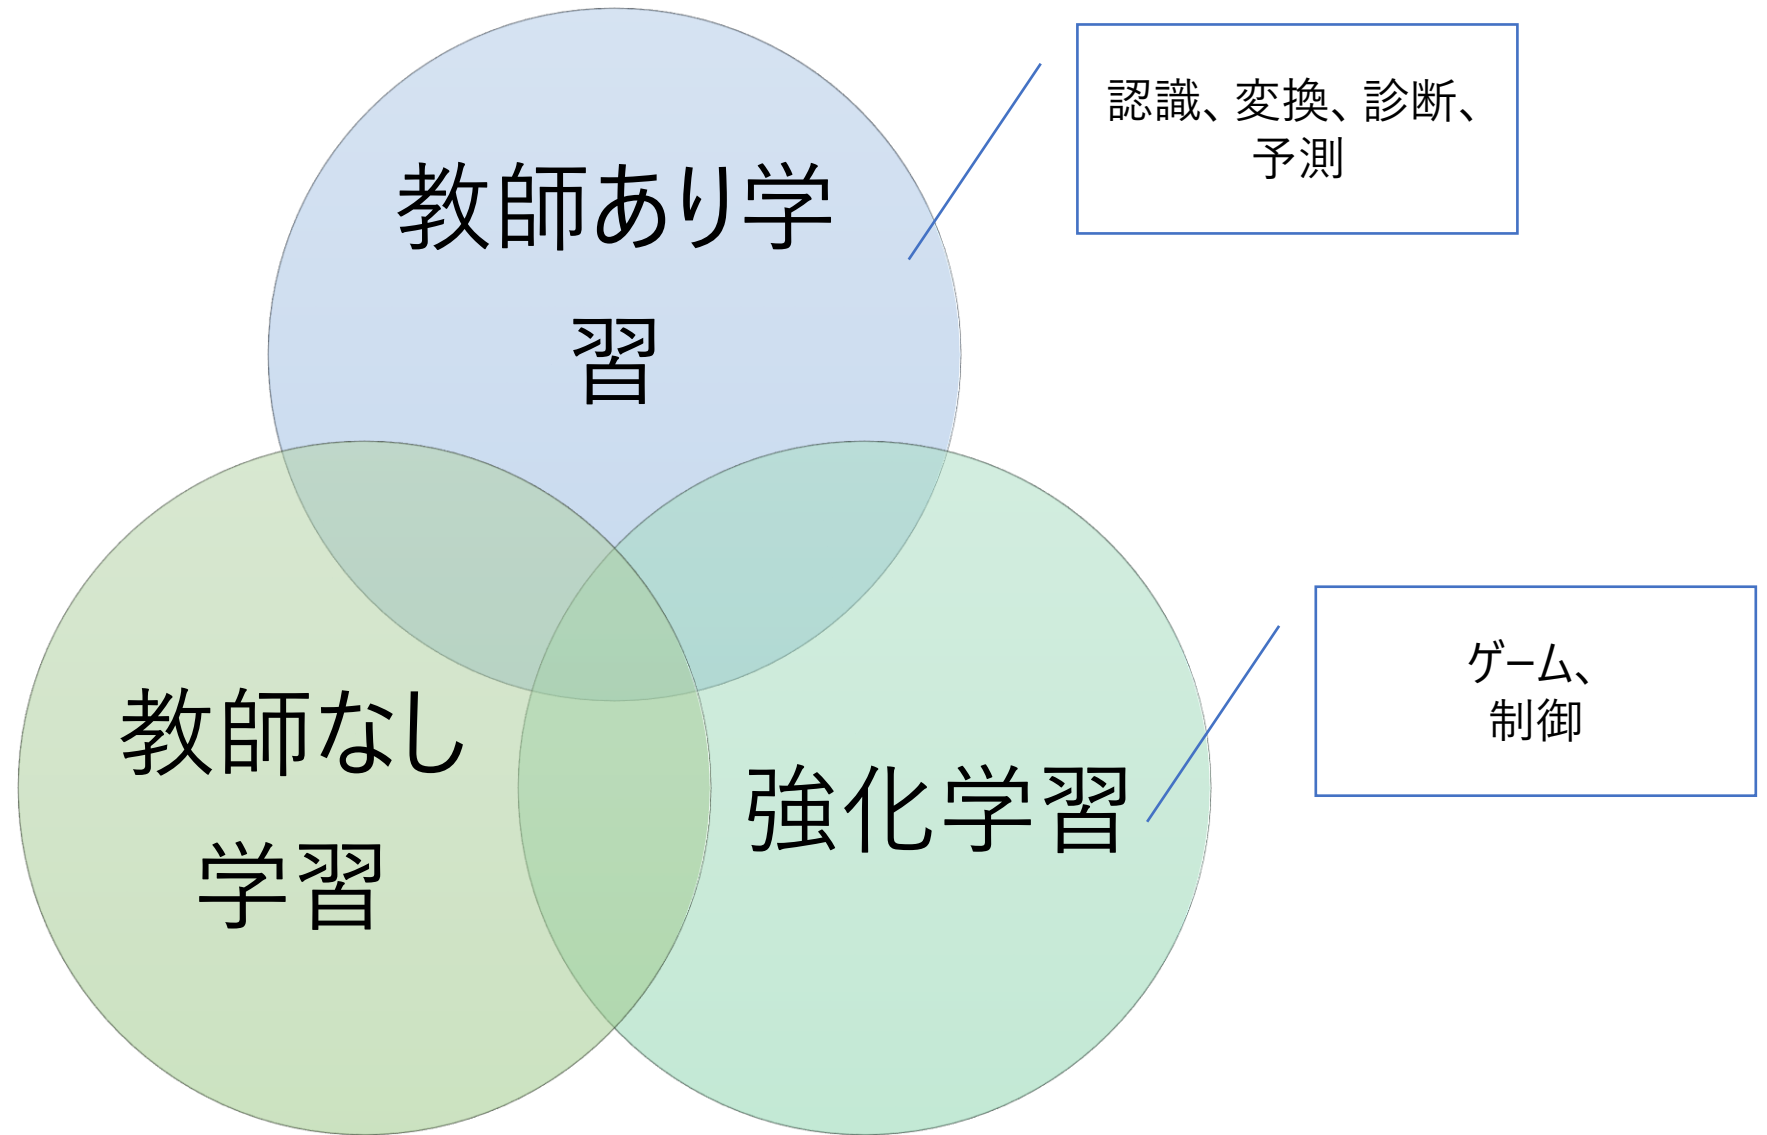 教師あり学
習
認識、変換、診断、
予測
教師なし
学習
強化学習
ゲーム、
制御